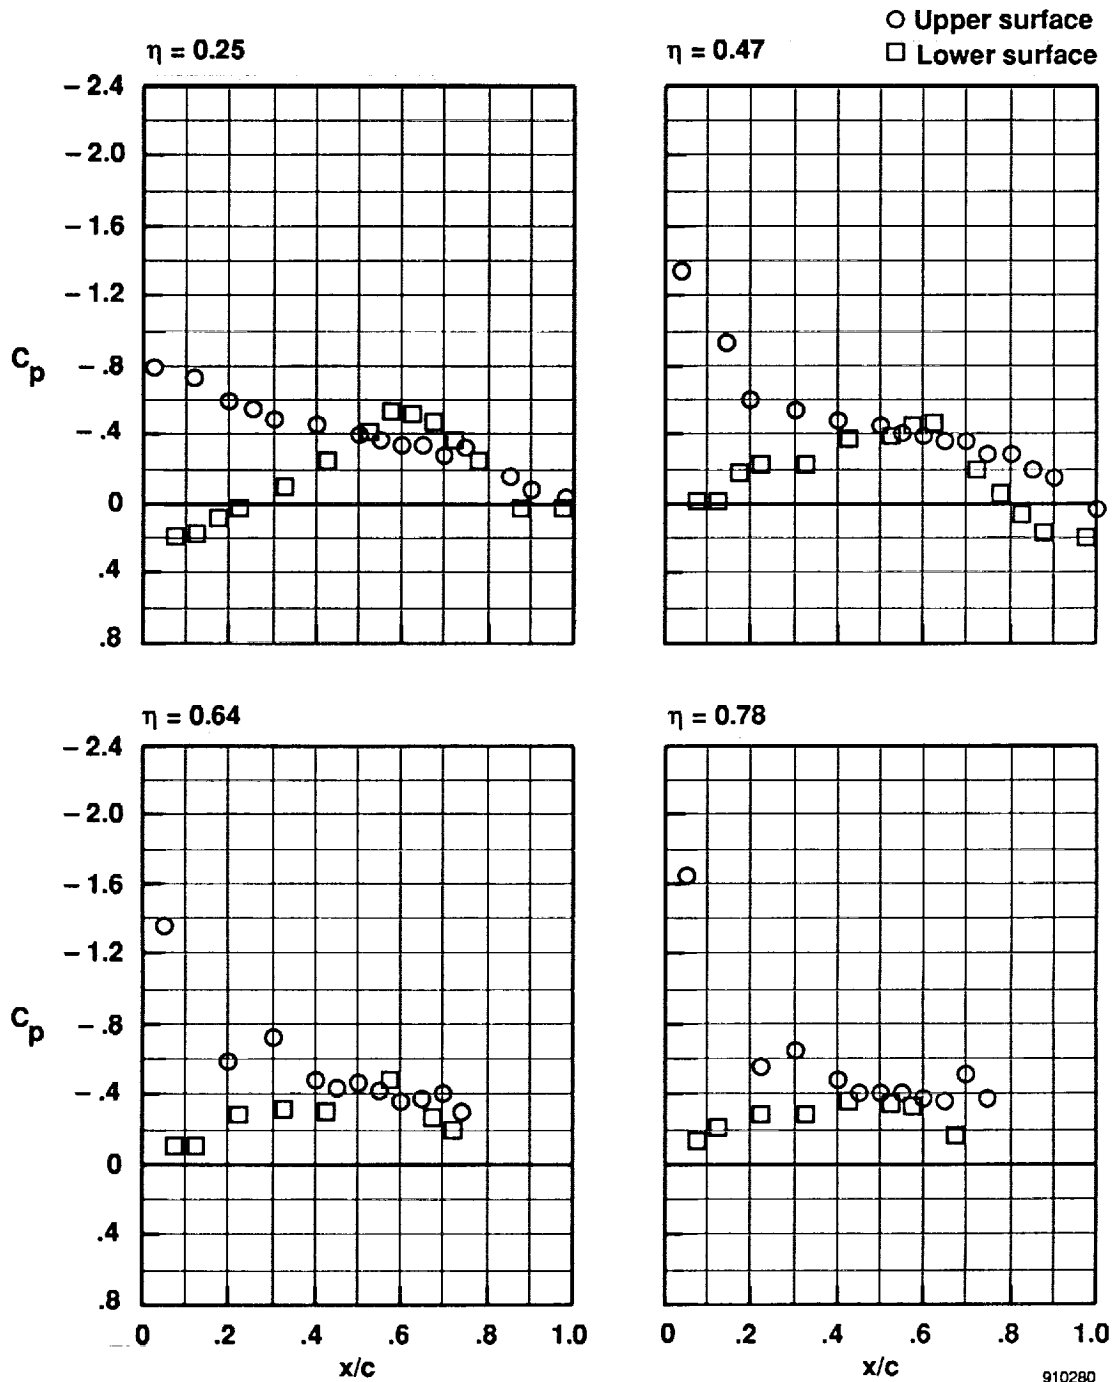 Upper surface
Lower surface
η = 0.25
η = 0.47
– 2.4
– 2.0
– 1.6
– 1.2
– .8
– .4
0
.4
.8
Cp
η = 0.64
η = 0.78
– 2.4
– 2.0
– 1.6
– 1.2
– .8
– .4
0
.4
.8
Cp
0 .2 .4 .6 .8 1.0
0 .2 .4 .6 .8 1.0
x/c
x/c
910280